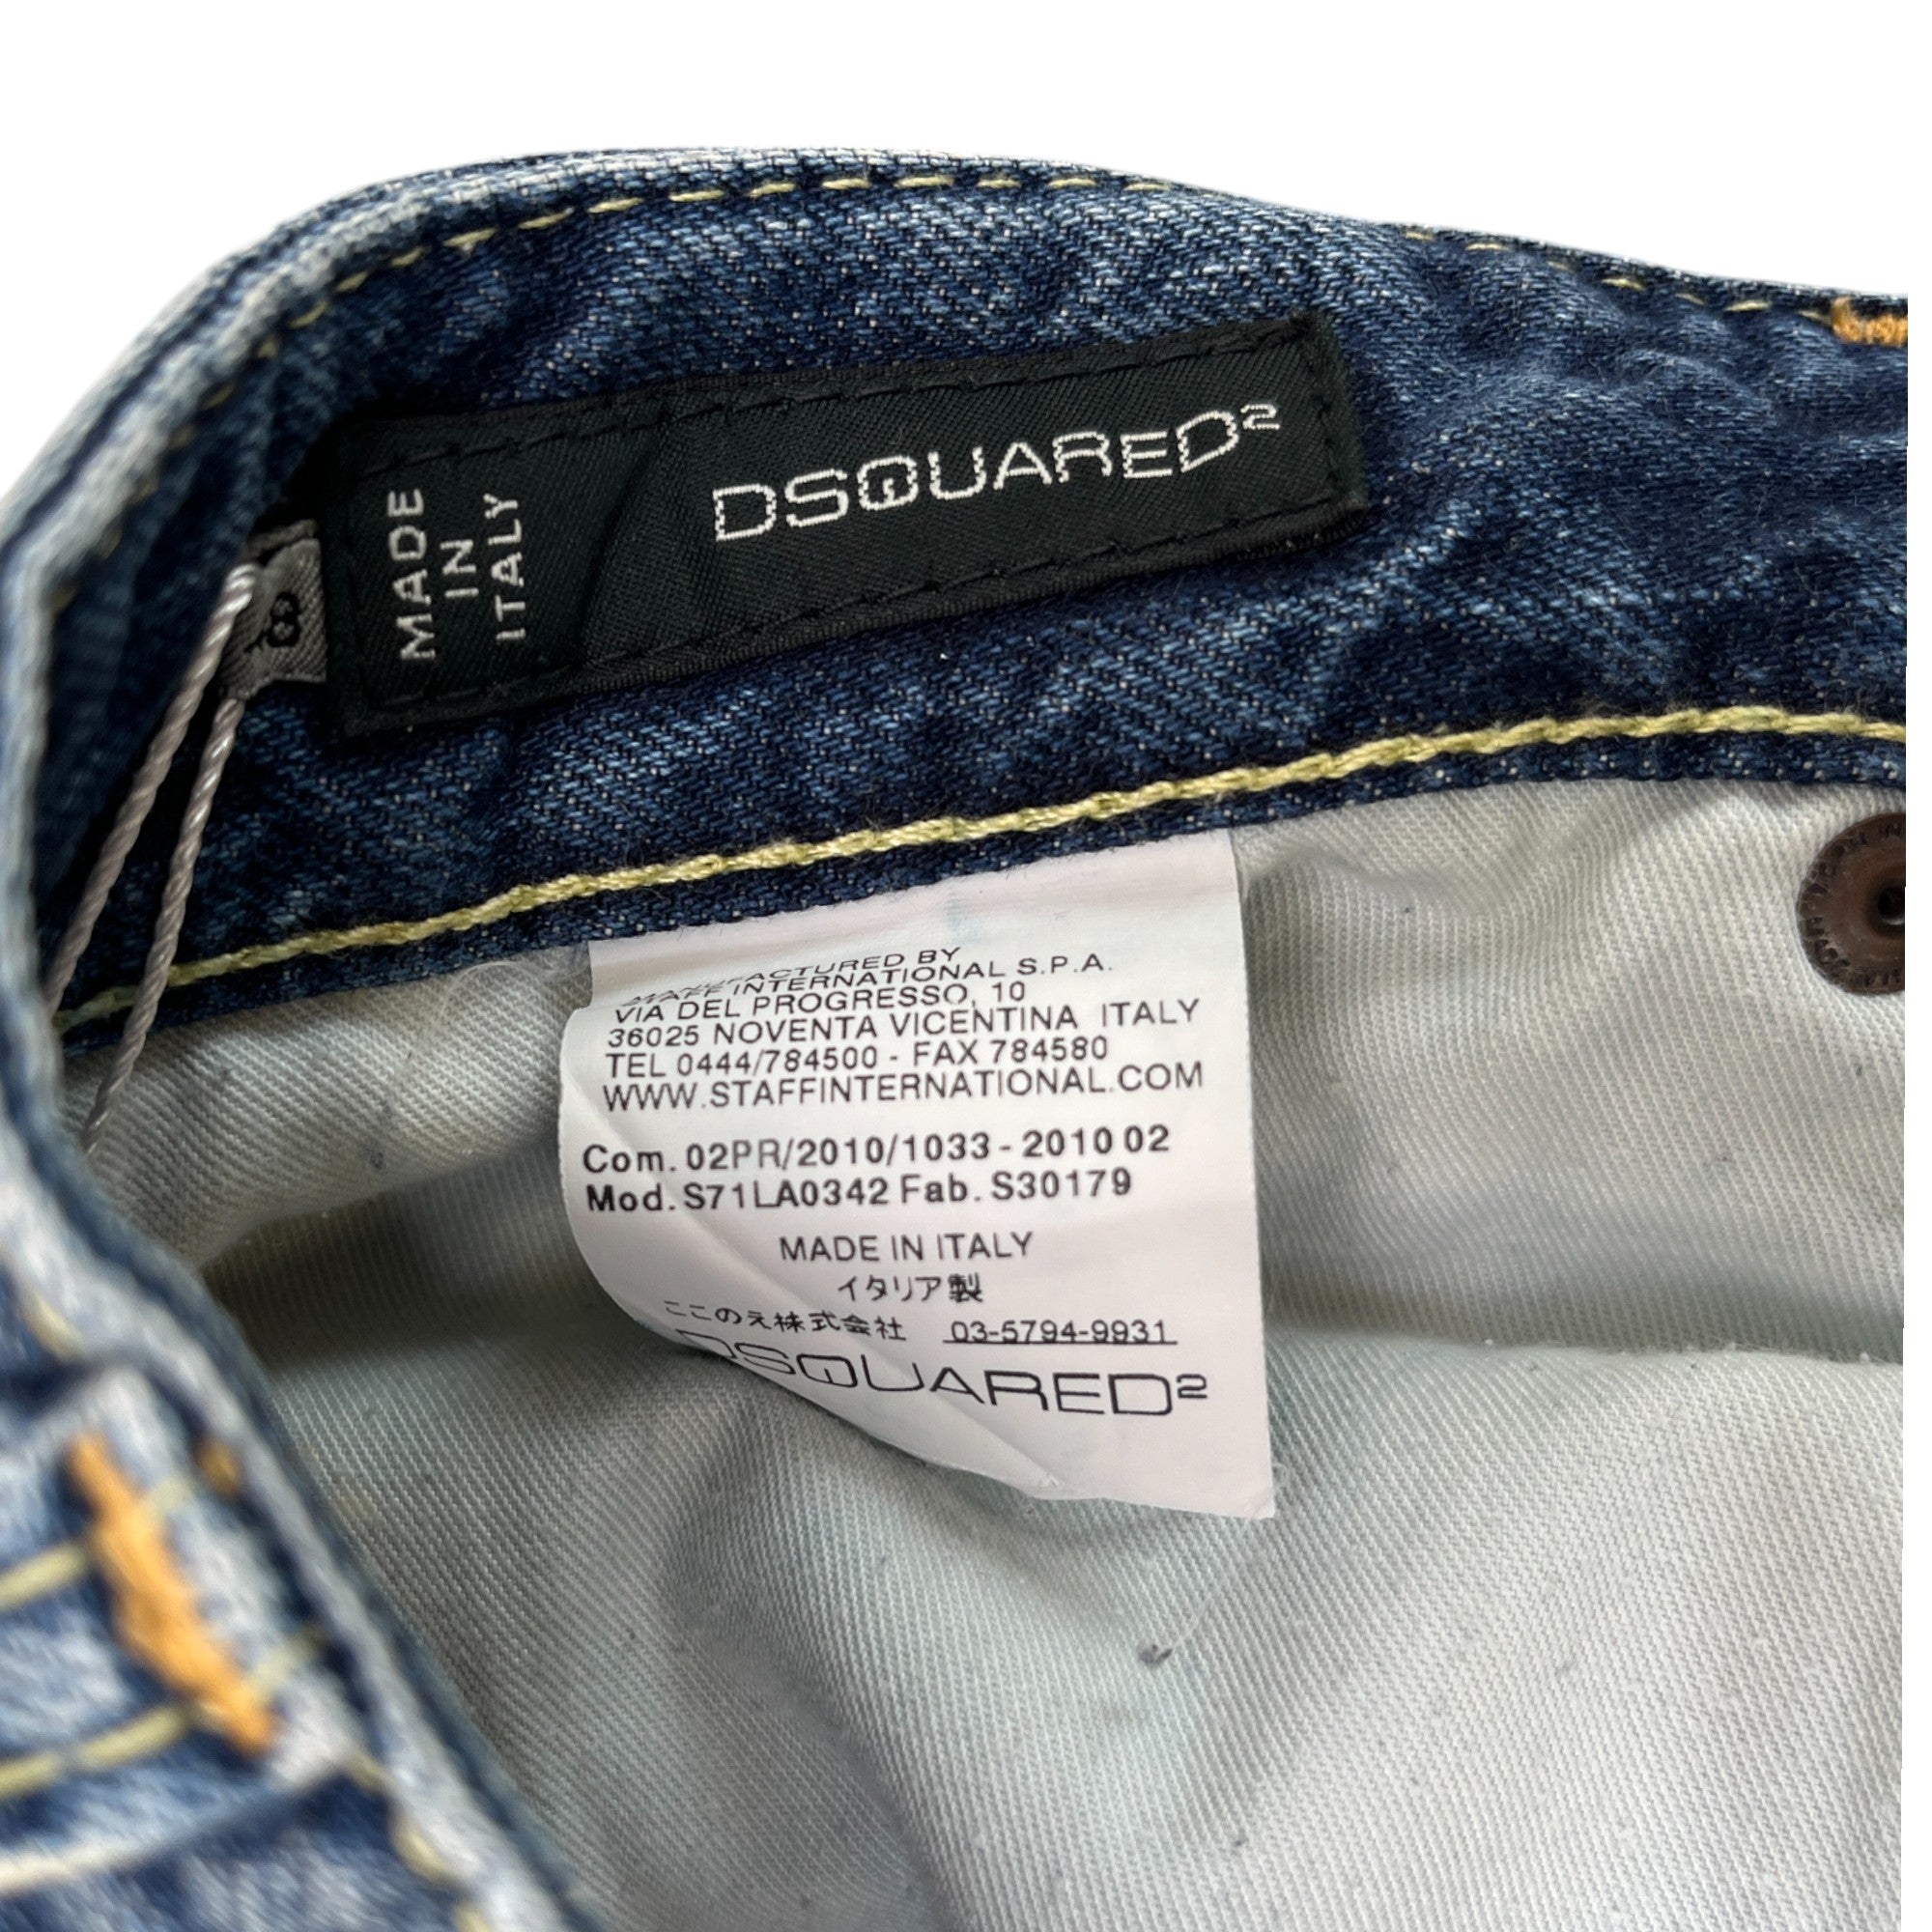 MADE
IN
ITALY
DSQUARED2
MANUFACTURED BY
STAFF INTERNATIONAL S.P.A.
VIA DEL PROGRESSO, 10
36025 NOVENTA VICENTINA ITALY
TEL 0444/784500 - FAX 784580
WWW.STAFFINTERNATIONAL.COM
Com. 02PR/2010/1033 - 2010 02
Mod. S71LA0342 Fab. S30179
MADE IN ITALY
イタリア製
ここのえ株式会社 03-5794-9931
DSQUARED2